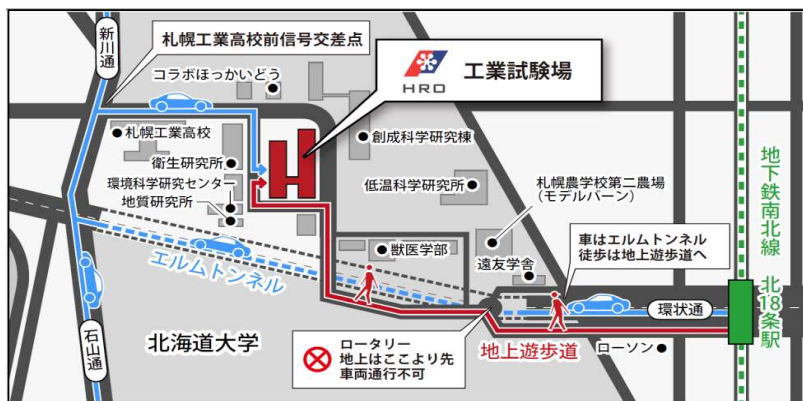 新川通
札幌工業高校前信号交差点
コラボほっかいどう
HRO
工業試験場
札幌工業高校
衛生研究所
環境科学研究センター
地質研究所
創成科学研究棟
低温科学研究所
札幌農学校第二農場
（モデルバーン）
地下鉄南北線 北18条駅
獣医学部
遠友学舎
車はエルムトンネル
徒歩は地上遊歩道へ
エルムトンネル
環状通
石山通
北海道大学
ロータリー
地上はここより先
車両通行不可
地上遊歩道
ローソン